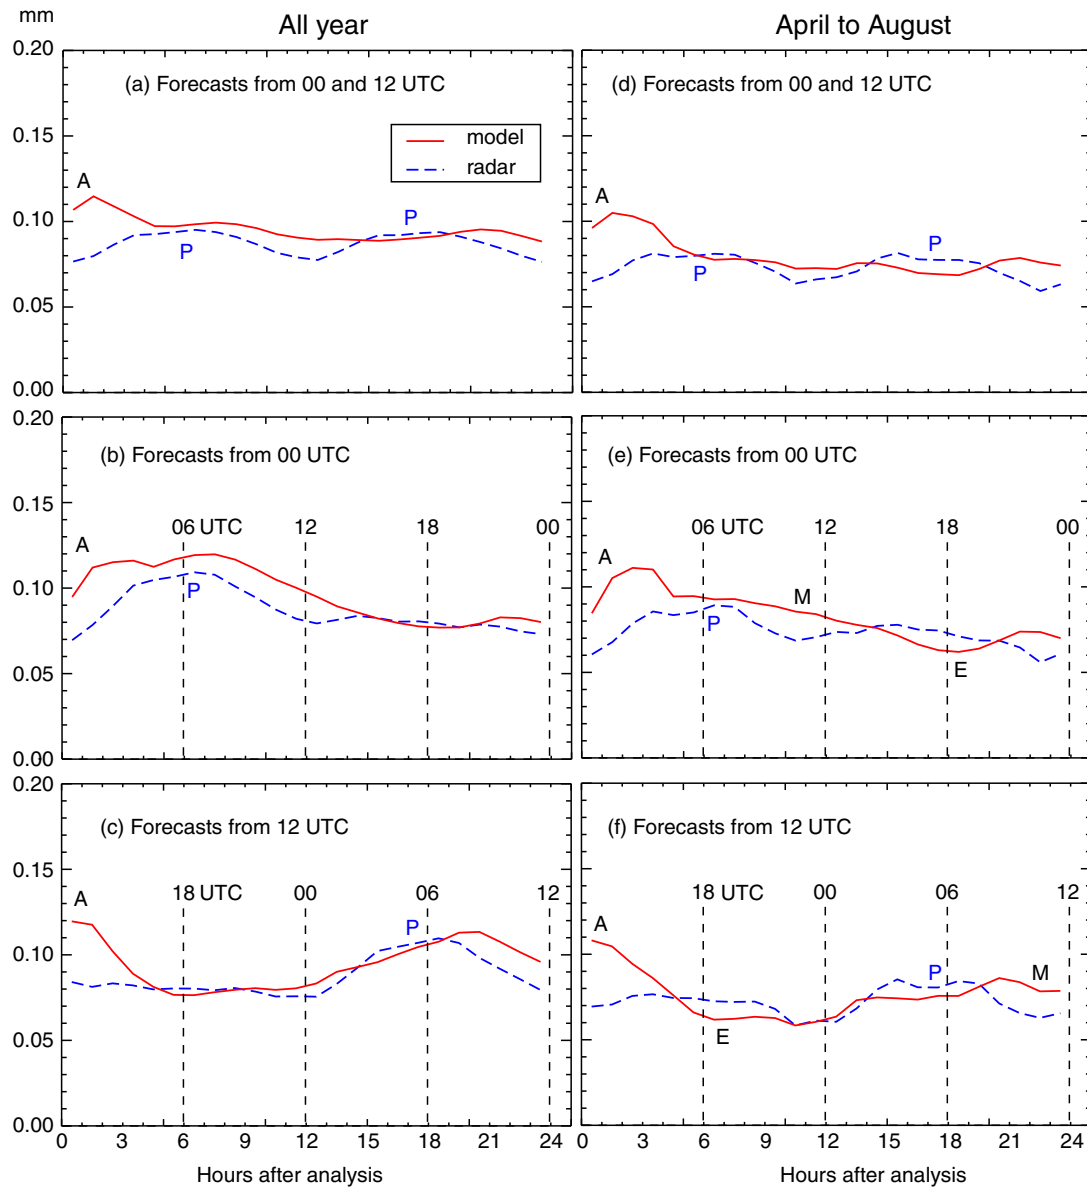 mm
All year
April to August
0.20
0.15
0.10
0.05
0.00
(a) Forecasts from 00 and 12 UTC
model
radar
A
P
P
(d) Forecasts from 00 and 12 UTC
A
P
P
0.20
0.15
0.10
0.05
0.00
(b) Forecasts from 00 UTC
06 UTC 12 18 00
A
P
(e) Forecasts from 00 UTC
06 UTC 12 18 00
A
M
P
E
0.20
0.15
0.10
0.05
0.00
(c) Forecasts from 12 UTC
18 UTC 00 06 12
A
P
(f) Forecasts from 12 UTC
18 UTC 00 06 12
A
P
M
E
0 3 6 9 12 15 18 21 24
Hours after analysis
0 3 6 9 12 15 18 21 24
Hours after analysis